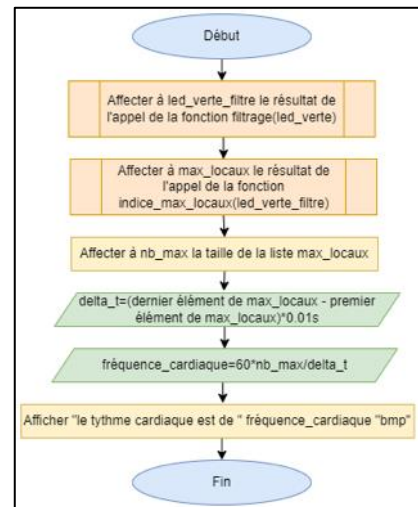 Début
Affecter à led_verte_filtre le résultat de
l'appel de la fonction filtrage(led_verte)
Affecter à max_locaux le résultat de
l'appel de la fonction
indice_max_locaux(led_verte_filtre)
Affecter à nb_max la taille de la liste max_locaux
delta_t=(dernier élément de max_locaux - premier
élément de max_locaux)*0.01s
fréquence_cardiaque=60*nb_max/delta_t
Afficher "le tythme cardiaque est de " fréquence_cardiaque "bmp"
Fin